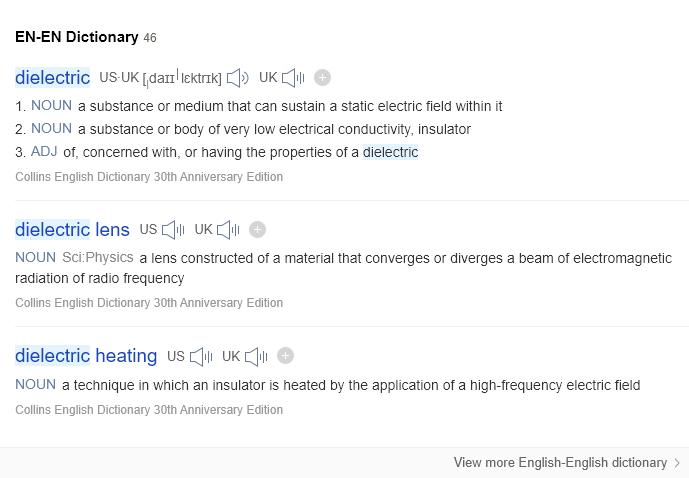 EN-EN Dictionary 46
dielectric US·UK [ˌdaɪɪˈlɛktrɪk] UK
1. NOUN a substance or medium that can sustain a static electric field within it
2. NOUN a substance or body of very low electrical conductivity, insulator
3. ADJ of, concerned with, or having the properties of a dielectric
Collins English Dictionary 30th Anniversary Edition
dielectric lens US UK
NOUN Sci:Physics a lens constructed of a material that converges or diverges a beam of electromagnetic
radiation of radio frequency
Collins English Dictionary 30th Anniversary Edition
dielectric heating US UK
NOUN a technique in which an insulator is heated by the application of a high-frequency electric field
Collins English Dictionary 30th Anniversary Edition
View more English-English dictionary